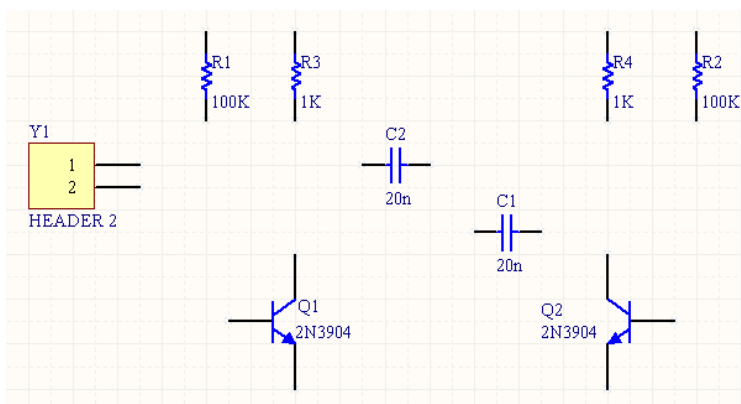 R1
100K
R3
1K
R4
1K
R2
100K
Y1
1
2
HEADER 2
C2
20n
C1
20n
Q1
2N3904
Q2
2N3904